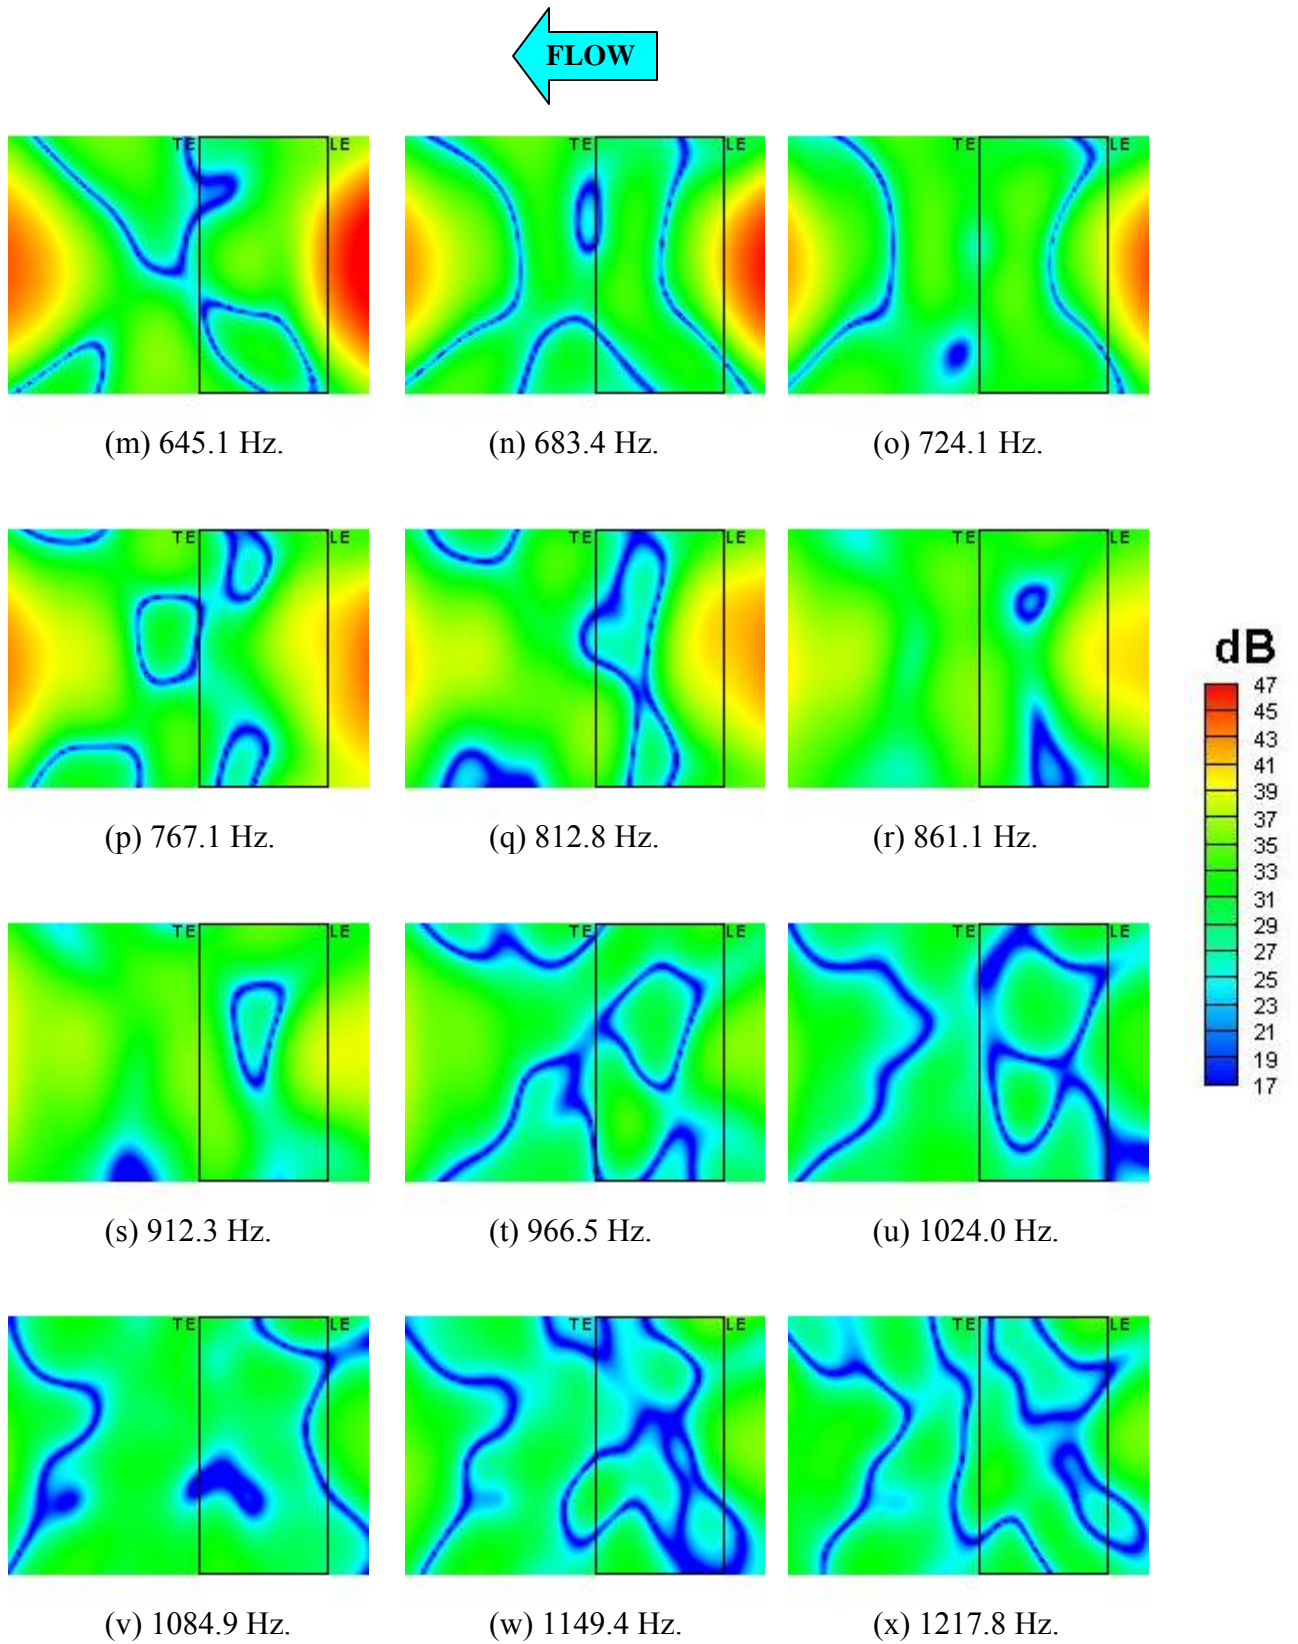 FLOW
TE LE TE LE TE LE
(m) 645.1 Hz. (n) 683.4 Hz. (o) 724.1 Hz.
TE LE TE LE TE LE
(p) 767.1 Hz. (q) 812.8 Hz. (r) 861.1 Hz.
dB
47
45
43
41
39
37
35
33
31
29
27
25
23
21
19
17
TE LE TE LE TE LE
(s) 912.3 Hz. (t) 966.5 Hz. (u) 1024.0 Hz.
TE LE TE LE TE LE
(v) 1084.9 Hz. (w) 1149.4 Hz. (x) 1217.8 Hz.